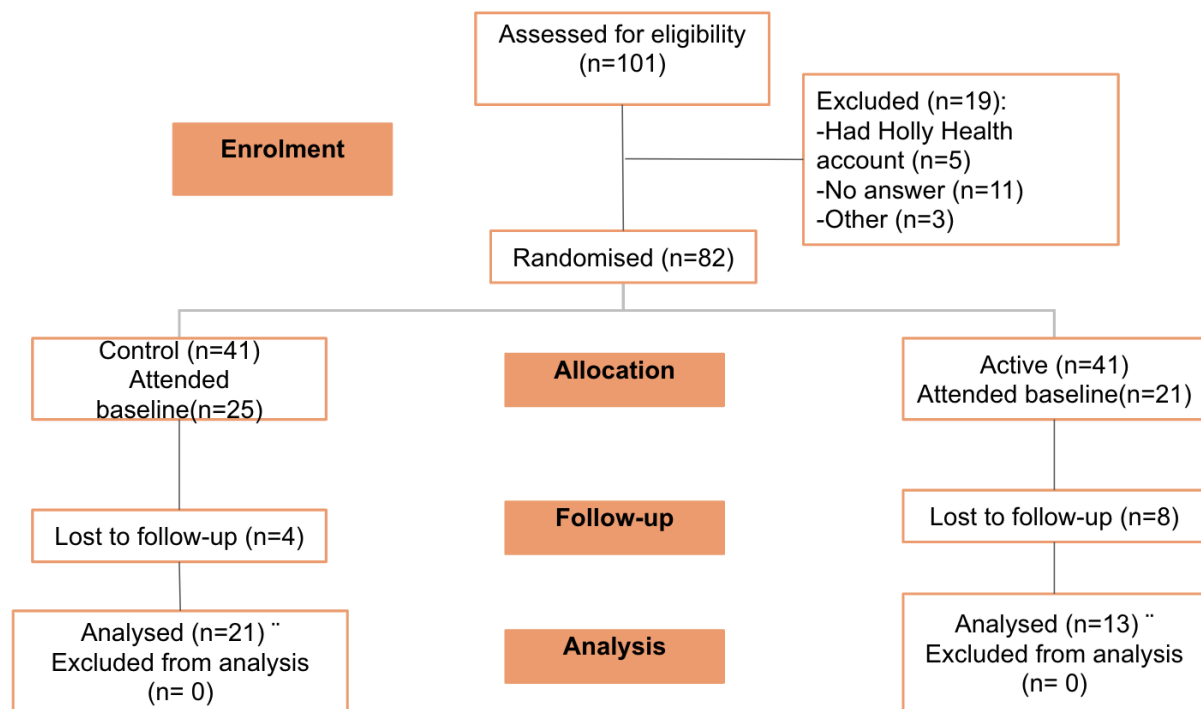 Assessed for eligibility
(n=101)
Excluded (n=19):
-Had Holly Health
account (n=5)
-No answer (n=11)
-Other (n=3)
Enrolment
Randomised (n=82)
Control (n=41)
Attended
baseline(n=25)
Allocation
Active (n=41)
Attended baseline(n=21)
Lost to follow-up (n=4)
Follow-up
Lost to follow-up (n=8)
Analysed (n=21) ¨
Excluded from analysis
(n= 0)
Analysis
Analysed (n=13) ¨
Excluded from analysis
(n= 0)